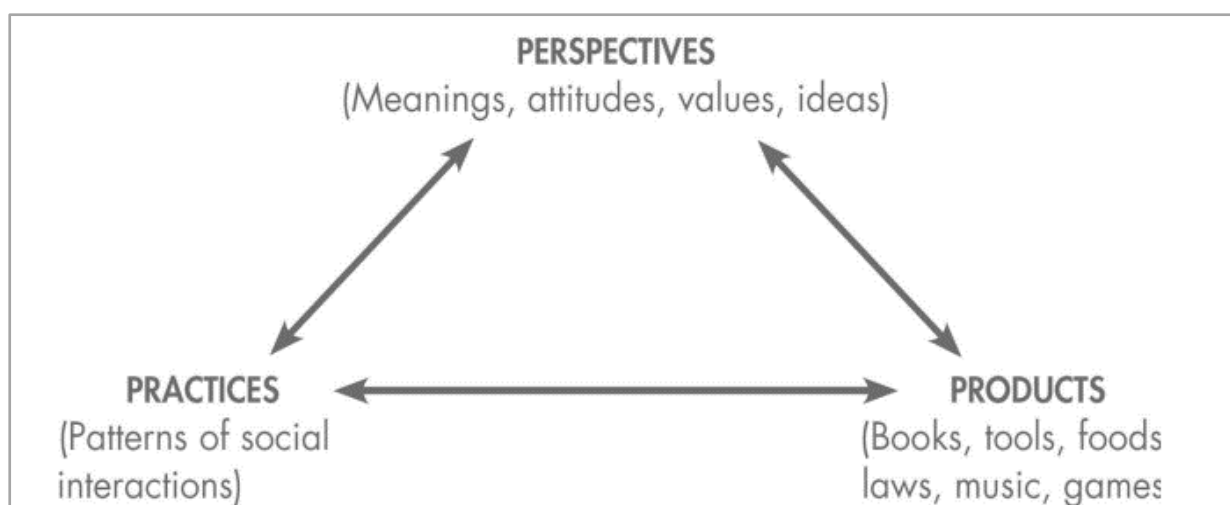 PERSPECTIVES
(Meanings, attitudes, values, ideas)
PRACTICES
(Patterns of social
interactions)
PRODUCTS
(Books, tools, foods
laws, music, games